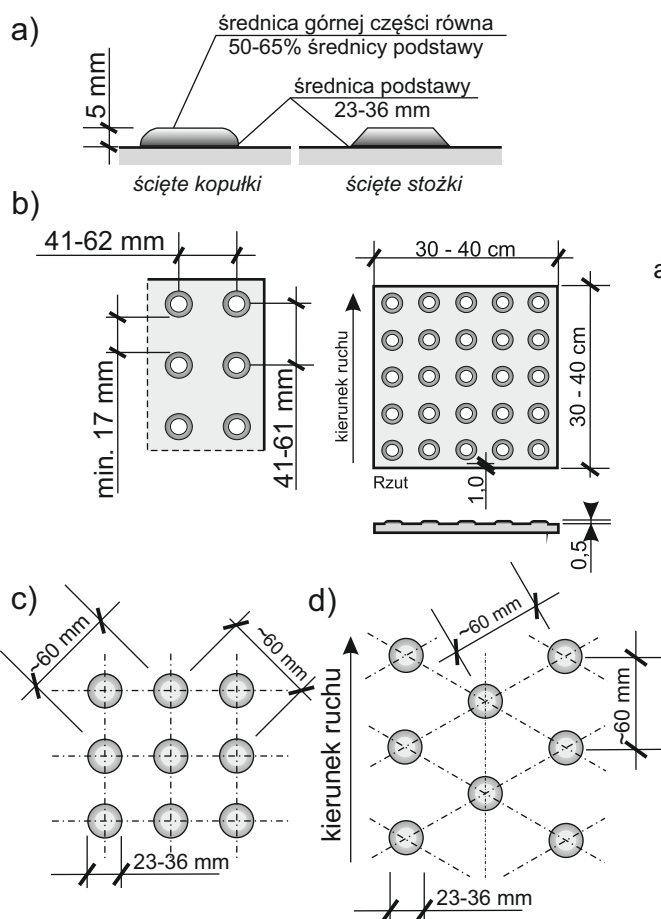 a)
średnica górnej części równa
50-65% średnicy podstawy
5 mm
średnica podstawy
23-36 mm
ścięte kopułki
ścięte stożki
b)
41-62 mm
min. 17 mm
41-61 mm
30 - 40 cm
a
kierunek ruchu
30 - 40 cm
Rzut
1,0
0,5
c)
~60 mm
~60 mm
23-36 mm
d)
~60 mm
kierunek ruchu
~60 mm
23-36 mm